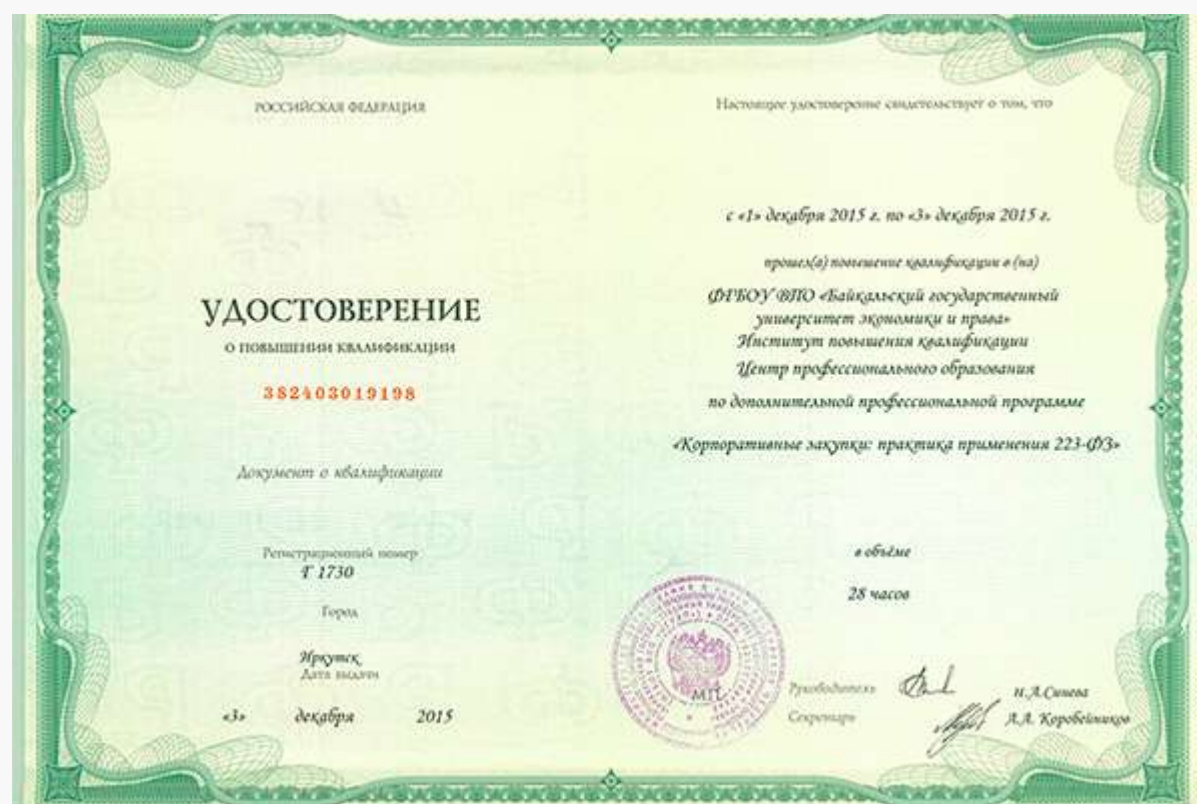 РОССИЙСКАЯ ФЕДЕРАЦИЯ
УДОСТОВЕРЕНИЕ
О ПОВЫШЕНИИ КВАЛИФИКАЦИИ
382403019198
Документ о квалификации
Регистрационный номер
Т 1730
Город
Иркутск
Дата выдачи
«3» декабря 2015
Настоящее удостоверение свидетельствует о том, что
с «1» декабря 2015 г. по «3» декабря 2015 г.
прошел(а) повышение квалификации в (на)
ФГБОУ ВПО «Байкальский государственный
университет экономики и права»
Институт повышения квалификации
Центр профессионального образования
по дополнительной профессиональной программе
«Корпоративные закупки: практика применения 223-ФЗ»
в объёме
28 часов
МП
Руководитель Н.А.Синева
Секретарь А.А. Коробейников